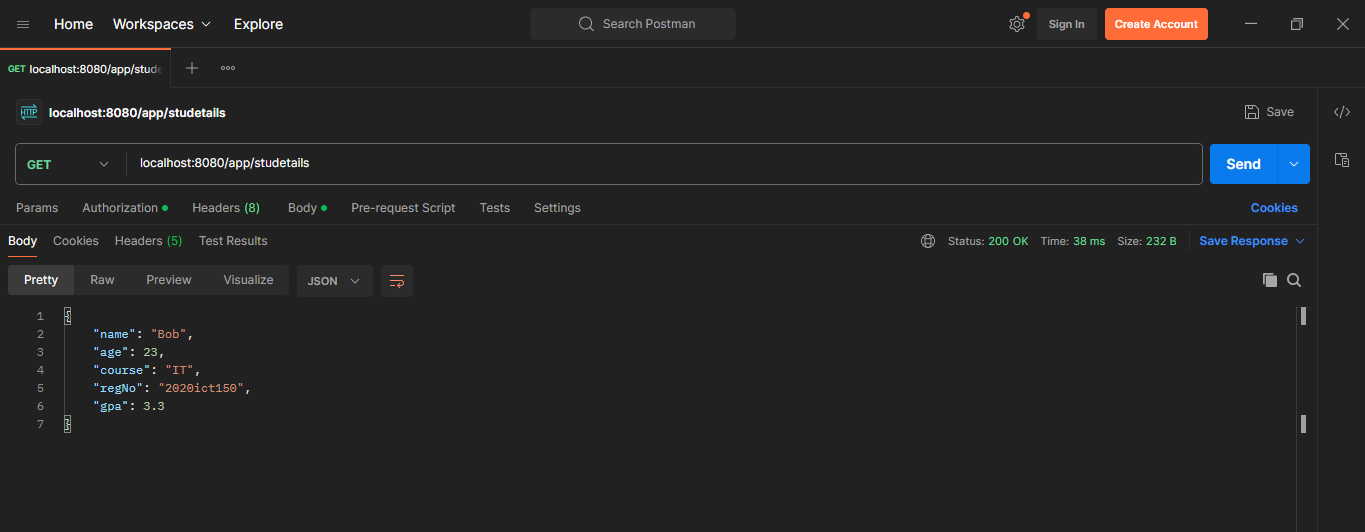 Home Workspaces Explore Search Postman Sign In Create Account
GET localhost:8080/app/stude
HTTP localhost:8080/app/studetails Save
GET localhost:8080/app/studetails Send
Params Authorization Headers (8) Body Pre-request Script Tests Settings Cookies
Body Cookies Headers (5) Test Results Status: 200 OK Time: 38 ms Size: 232 B Save Response
Pretty Raw Preview Visualize JSON
1 {
2 "name": "Bob",
3 "age": 23,
4 "course": "IT",
5 "regNo": "2020ict150",
6 "gpa": 3.3
7 }